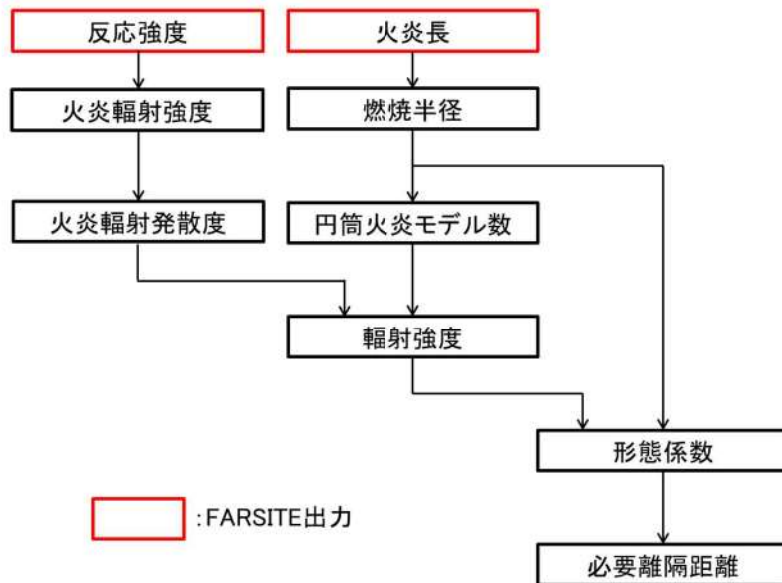 反応強度
火炎長
火炎輻射強度
燃焼半径
火炎輻射発散度
円筒火炎モデル数
輻射強度
形態係数
:FARSITE出力
必要離隔距離